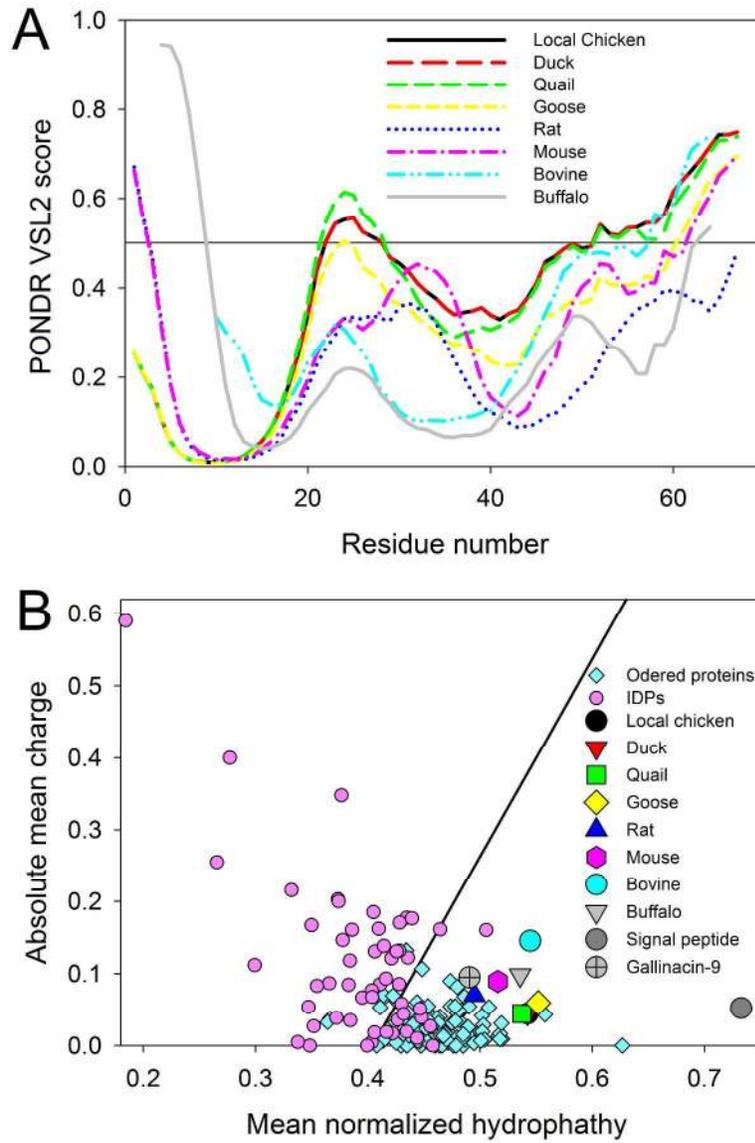 A
1.0
0.8
0.6
0.4
0.2
0.0
PONDR VSL2 score
Local Chicken
Duck
Quail
Goose
Rat
Mouse
Bovine
Buffalo
0 20 40 60
Residue number
B
0.6
0.5
0.4
0.3
0.2
0.1
0.0
Absolute mean charge
Odered proteins
IDPs
Local chicken
Duck
Quail
Goose
Rat
Mouse
Bovine
Buffalo
Signal peptide
Gallinacin-9
0.2 0.3 0.4 0.5 0.6 0.7
Mean normalized hydrophathy